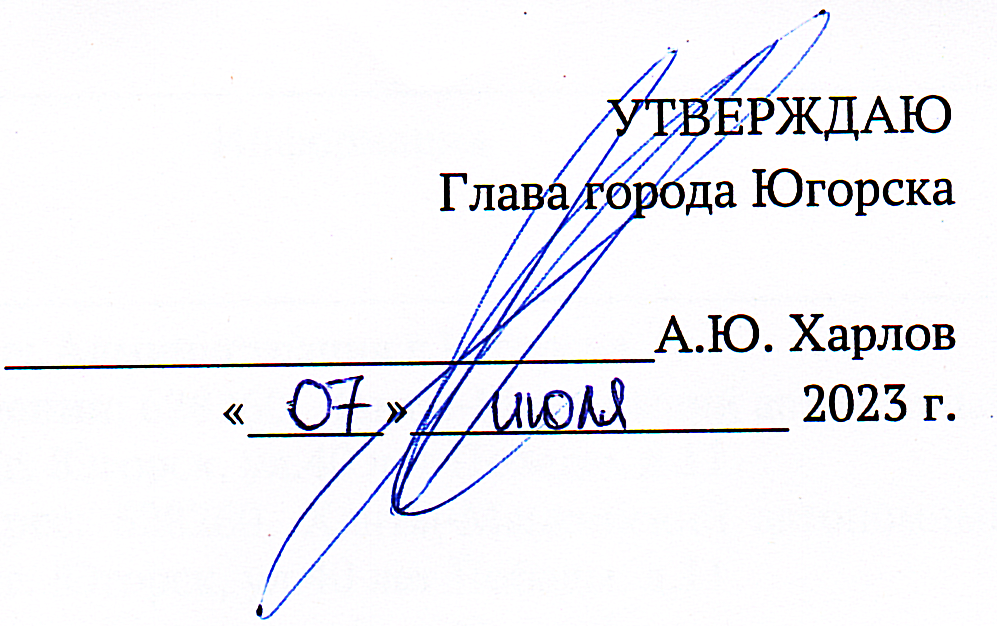 УТВЕРЖДАЮ
Глава города Югорска
А.Ю. Харлов
« 07 » июля 2023 г.